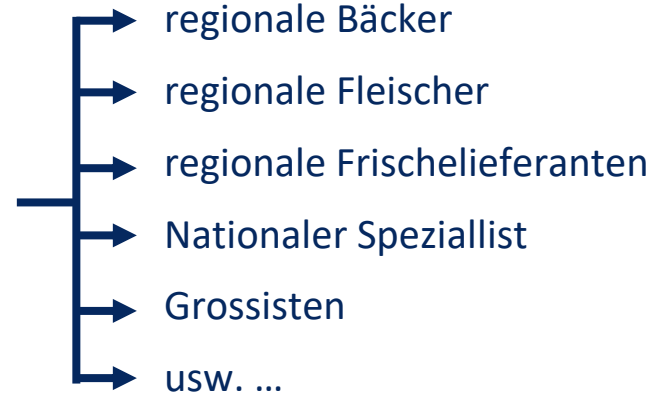 regionale Bäcker
regionale Fleischer
regionale Frischelieferanten
Nationaler Speziallist
Grossisten
usw. ...